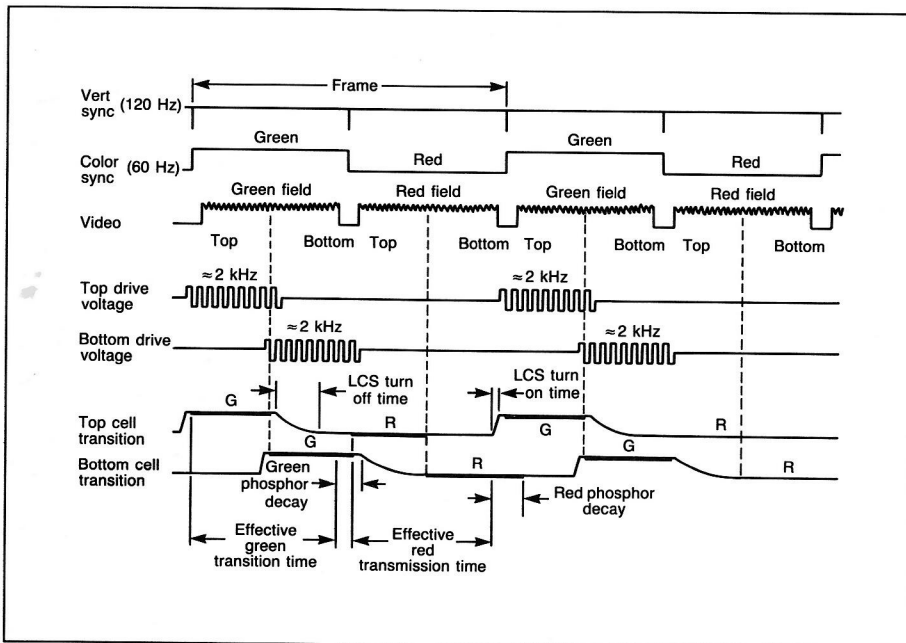 Frame
Vert sync (120 Hz)
Green Green
Color sync (60 Hz) Red Red
Green field Red field Green field Red field
Video
Top Bottom Top Bottom Top Bottom Top Bottom
≈2 kHz ≈2 kHz
Top drive voltage
≈2 kHz ≈2 kHz
Bottom drive voltage
LCS turn off time
LCS turn on time
G R G R
Top cell transition
G R G R
Bottom cell transition
Green phosphor decay
Red phosphor decay
Effective green transition time
Effective red transmission time